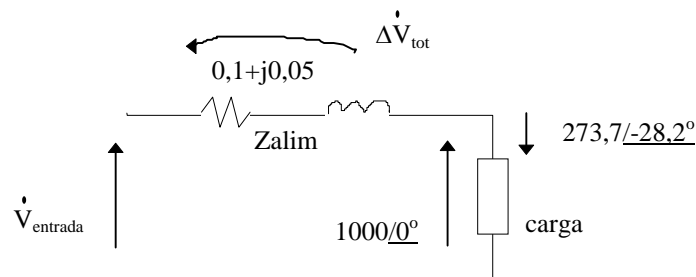 ΔV̇tot
0,1+j0,05
Zalim
273,7/-28,2º
V̇entrada
1000/0º
carga